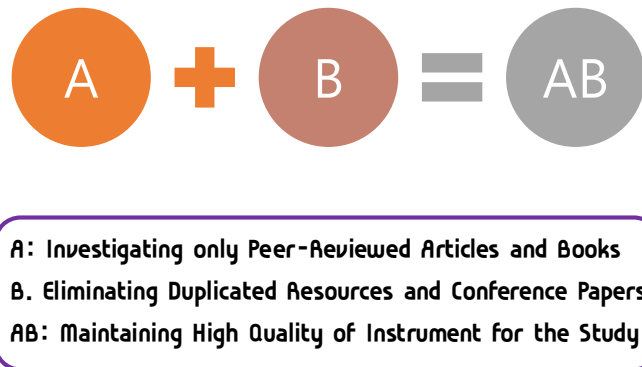 A + B = AB
A: Investigating only Peer-Reviewed Articles and Books
B. Eliminating Duplicated Resources and Conference Papers
AB: Maintaining High Quality of Instrument for the Study